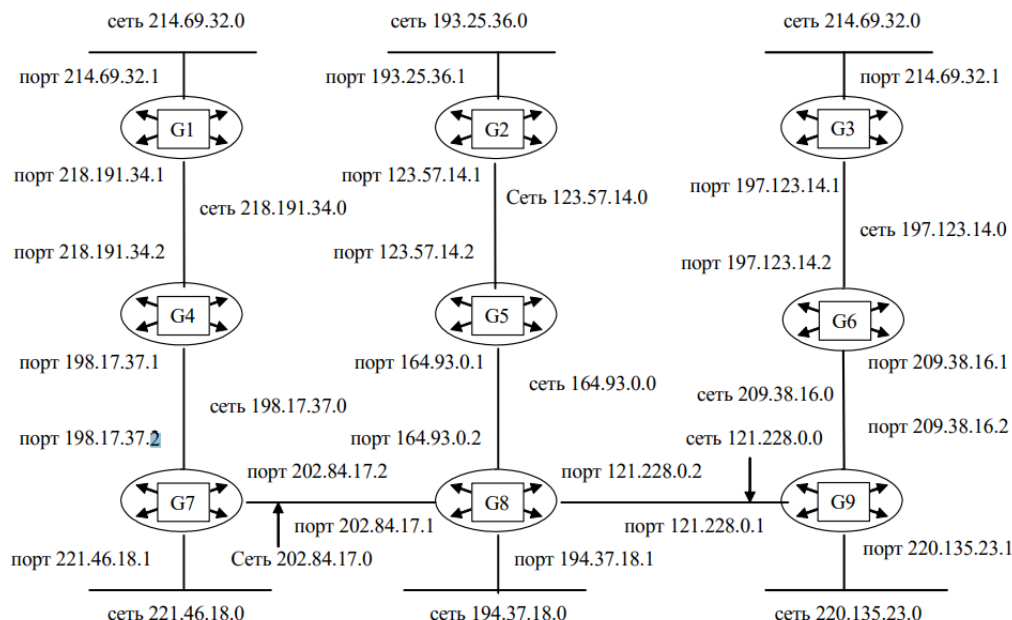 сеть 214.69.32.0
сеть 193.25.36.0
сеть 214.69.32.0
порт 214.69.32.1
порт 193.25.36.1
порт 214.69.32.1
G1
G2
G3
порт 218.191.34.1
порт 123.57.14.1
порт 197.123.14.1
сеть 218.191.34.0
Сеть 123.57.14.0
сеть 197.123.14.0
порт 218.191.34.2
порт 123.57.14.2
порт 197.123.14.2
G4
G5
G6
порт 198.17.37.1
порт 164.93.0.1
порт 209.38.16.1
сеть 198.17.37.0
сеть 164.93.0.0
сеть 209.38.16.0
порт 198.17.37.2
порт 164.93.0.2
сеть 121.228.0.0
порт 209.38.16.2
порт 202.84.17.2
порт 121.228.0.2
G7
G8
G9
порт 202.84.17.1
порт 121.228.0.1
порт 221.46.18.1
Сеть 202.84.17.0
порт 194.37.18.1
порт 220.135.23.1
сеть 221.46.18.0
сеть 194.37.18.0
сеть 220.135.23.0